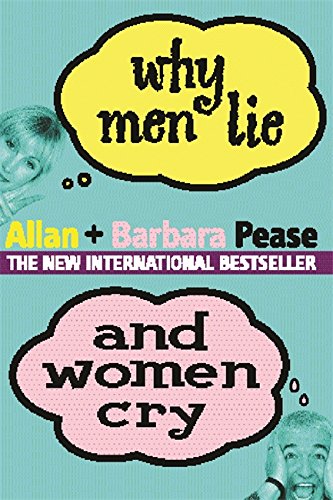 why
men lie
Allan + Barbara Pease
THE NEW INTERNATIONAL BESTSELLER
and
women
cry